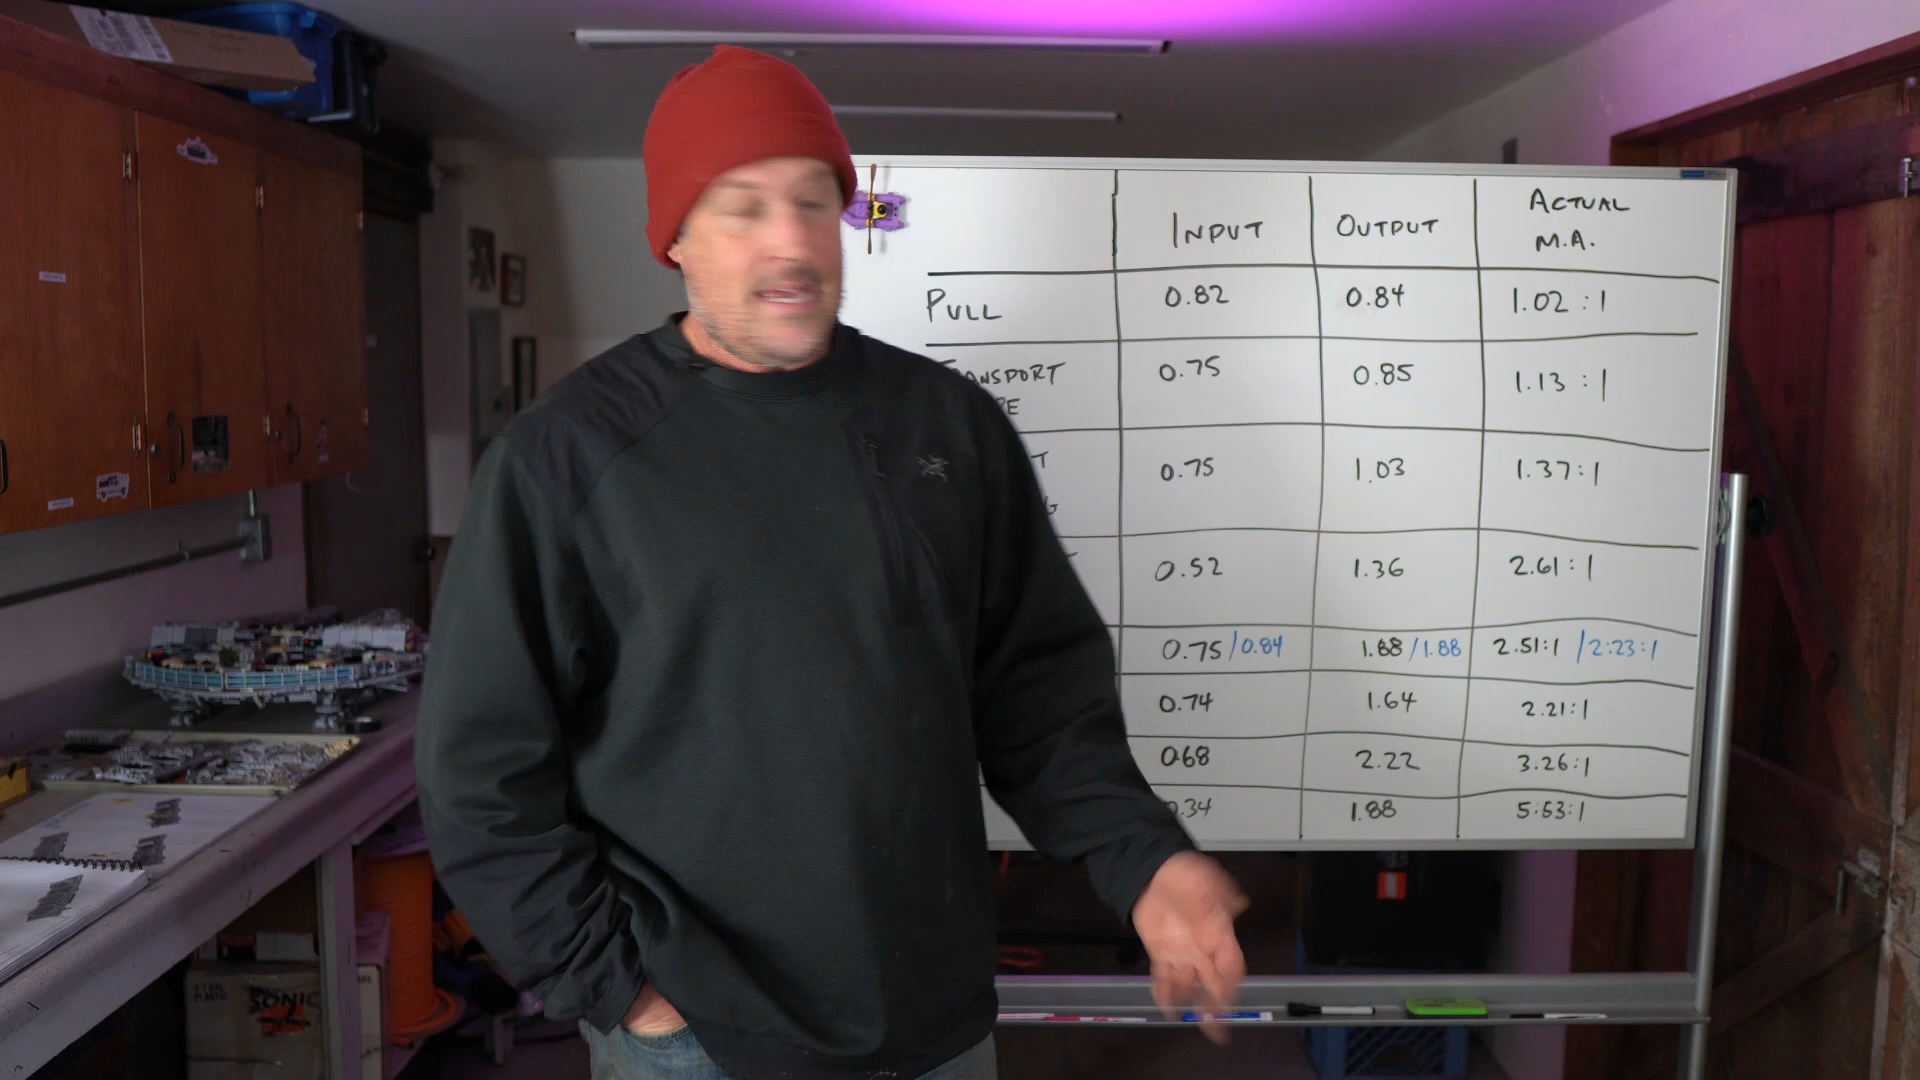 INPUT
OUTPUT
ACTUAL
M.A.
PULL
0.82
0.84
1.02 : 1
0.75
0.85
1.13 : 1
0.75
1.03
1.37:1
0.52
1.36
2.61:1
0.75/0.84
1.88/1.88
2.51:1 /2:23:1
0.74
1.64
2.21:1
0.68
2.22
3.26:1
.34
1.88
5:53:1
SONIC